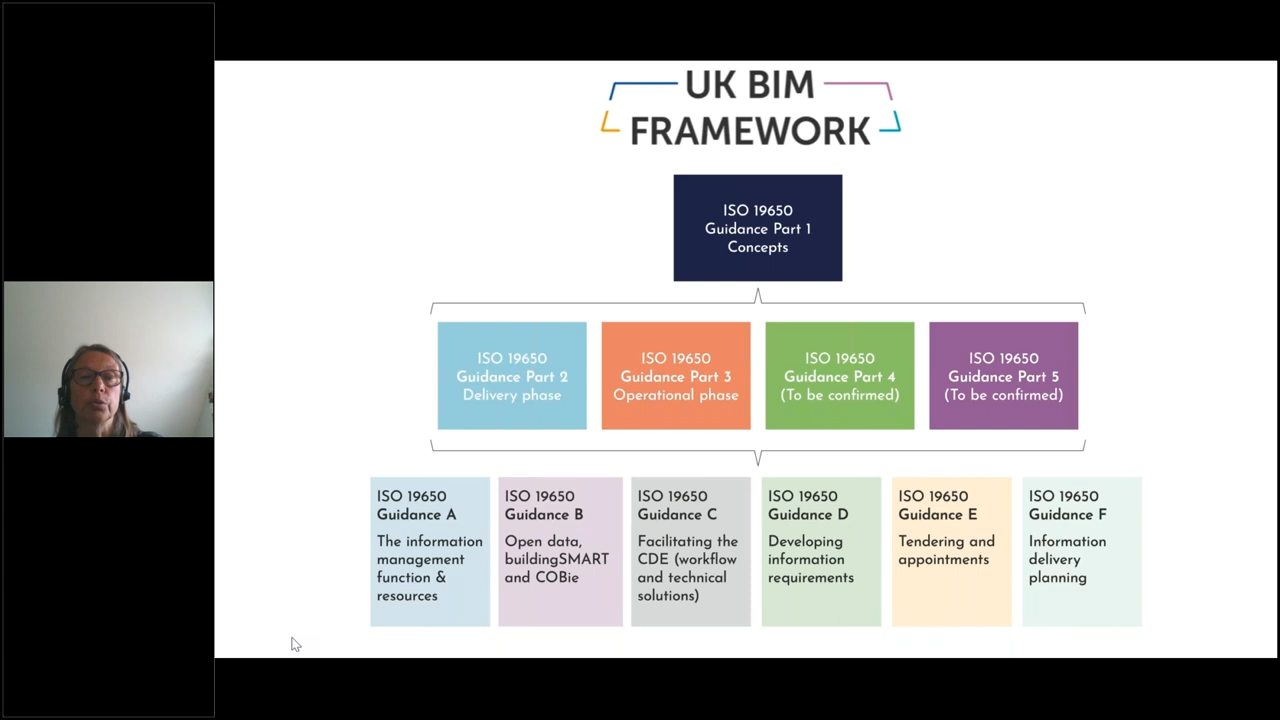 UK BIM
FRAMEWORK
ISO 19650
Guidance Part 1
Concepts
ISO 19650
Guidance Part 2
Delivery phase
ISO 19650
Guidance Part 3
Operational phase
ISO 19650
Guidance Part 4
(To be confirmed)
ISO 19650
Guidance Part 5
(To be confirmed)
ISO 19650
Guidance A
The information
management
function &
resources
ISO 19650
Guidance B
Open data,
buildingSMART
and COBie
ISO 19650
Guidance C
Facilitating the
CDE (workflow
and technical
solutions)
ISO 19650
Guidance D
Developing
information
requirements
ISO 19650
Guidance E
Tendering and
appointments
ISO 19650
Guidance F
Information
delivery
planning